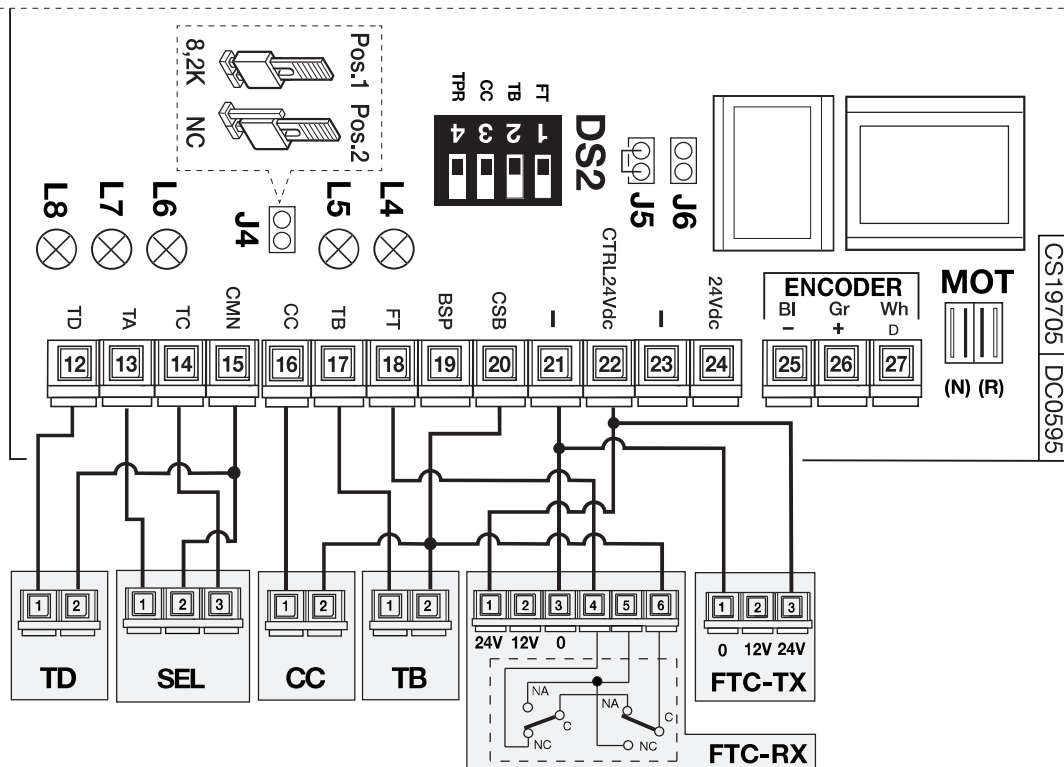 8,2K NC
Pos.1 Pos.2
TPR CC TB FT
4 3 2 1
DS2
J5 J6
L8 L7 L6 J4 L5 L4
TD TA TC CMN CC TB FT BSP CSB – CTRL24Vdc – 24Vdc
12 13 14 15 16 17 18 19 20 21 22 23 24
ENCODER
Bl Gr Wh
– + D
25 26 27
MOT
(N) (R)
CS19705 DC0595
1 2
TD
1 2 3
SEL
1 2
CC
1 2
TB
1 2 3 4 5 6
24V 12V 0
NA C NC
NA C NC
FTC-RX
1 2 3
0 12V 24V
FTC-TX